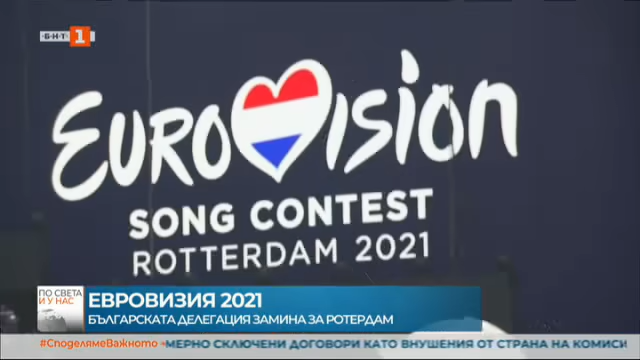 БНТ 1
EUROVISION
SONG CONTEST
ROTTERDAM 2021
ПО СВЕТА
И У НАС
ЕВРОВИЗИЯ 2021
БЪЛГАРСКАТА ДЕЛЕГАЦИЯ ЗАМИНА ЗА РОТЕРДАМ
#СподелямеВажното • МЕРНО СКЛЮЧЕНИ ДОГОВОРИ КАТО ВНУШЕНИЯ ОТ СТРАНА НА КОМИСИ